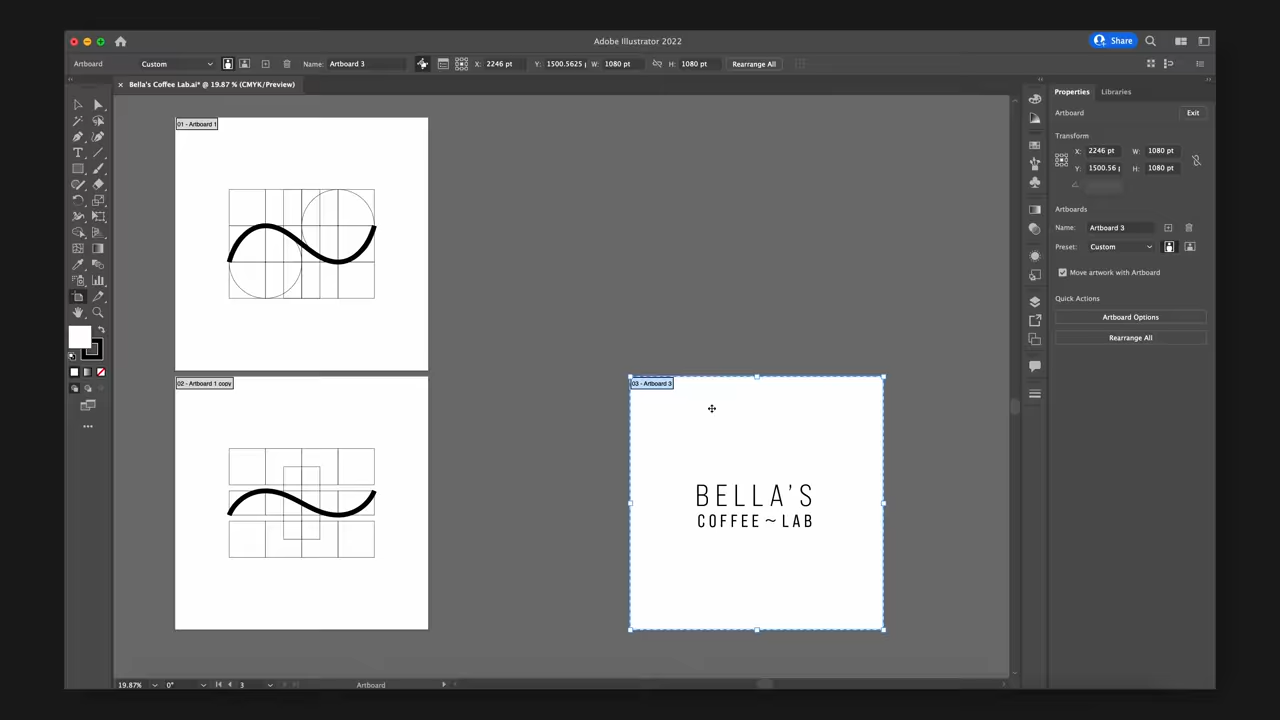 Adobe Illustrator 2022
Share
Artboard Custom Name: Artboard 3 X: 2246 pt Y: 1500.5625 W: 1080 pt H: 1080 pt Rearrange All
× Bella's Coffee Lab.ai* @ 19.87 % (CMYK/Preview)
Properties Libraries
Artboard Exit
Transform
X: 2246 pt W: 1080 pt
Y: 1500.56 H: 1080 pt
Artboards
Name: Artboard 3
Preset: Custom
Move artwork with Artboard
Quick Actions
Artboard Options
Rearrange All
01 - Artboard 1
02 - Artboard 1 copy
03 - Artboard 3
BELLA'S
COFFEE ~ LAB
19.87% 0° 3 Artboard